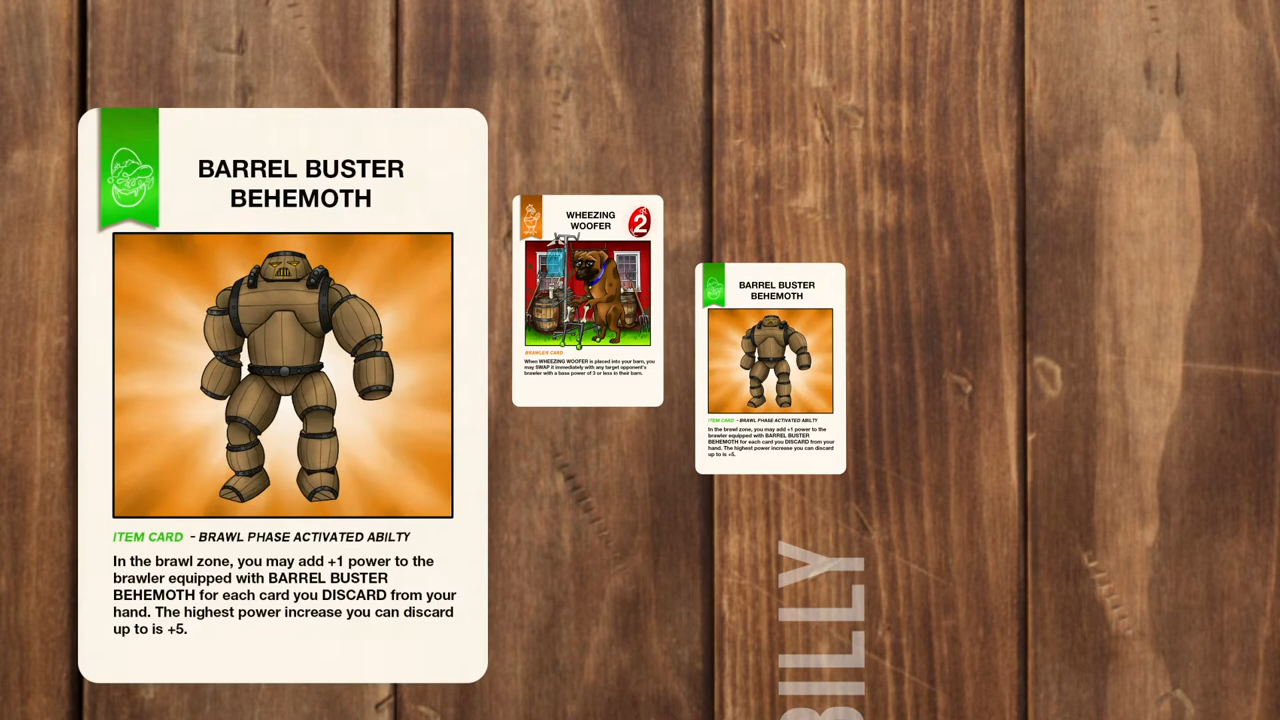 BARREL BUSTER
BEHEMOTH
ITEM CARD - BRAWL PHASE ACTIVATED ABILTY
In the brawl zone, you may add +1 power to the
brawler equipped with BARREL BUSTER
BEHEMOTH for each card you DISCARD from your
hand. The highest power increase you can discard
up to is +5.
WHEEZING
WOOFER
2
BRAWLER CARD
When WHEEZING WOOFER is placed into your barn, you
may SWAP it immediately with any target opponent's
brawler with a base power of 3 or less in their barn.
BARREL BUSTER
BEHEMOTH
ITEM CARD - BRAWL PHASE ACTIVATED ABILTY
In the brawl zone, you may add +1 power to the
brawler equipped with BARREL BUSTER
BEHEMOTH for each card you DISCARD from your
hand. The highest power increase you can discard
up to is +5.
BILLY